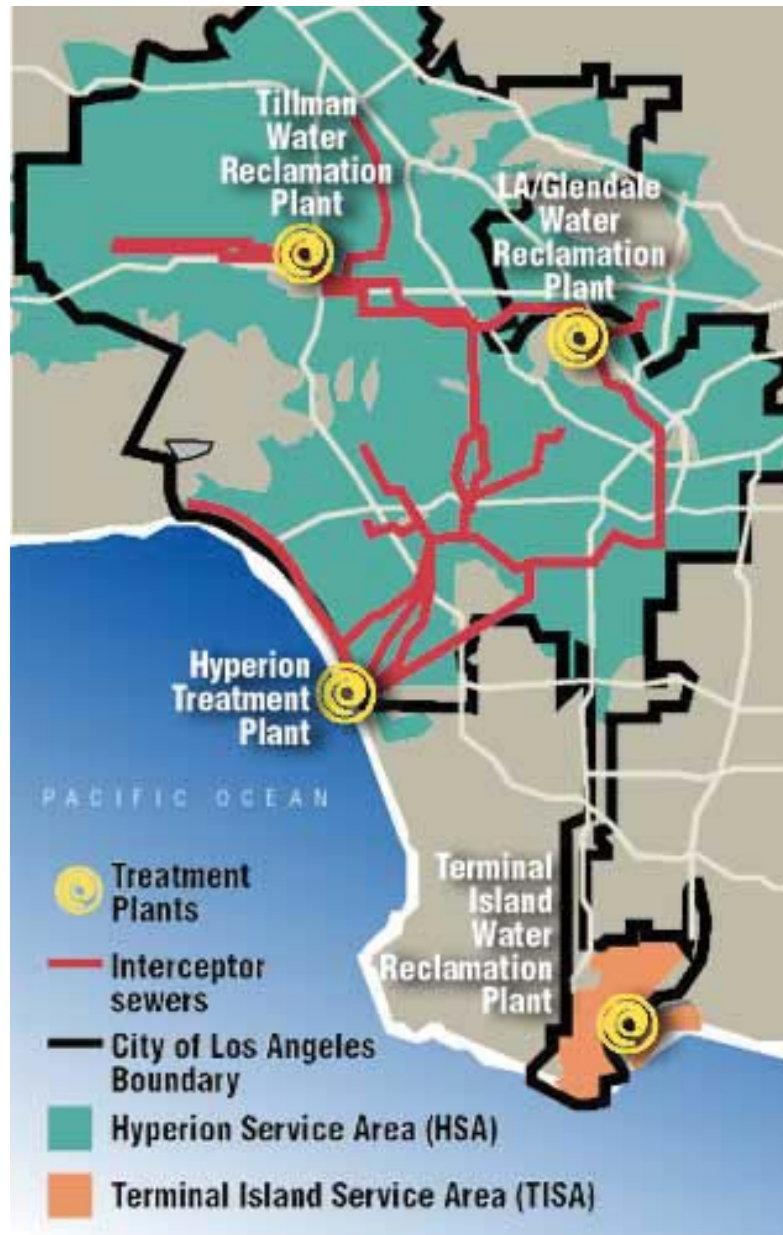 Tillman
Water
Reclamation
Plant
LA/Glendale
Water
Reclamation
Plant
Hyperion
Treatment
Plant
PACIFIC OCEAN
Terminal
Island
Water
Reclamation
Plant
Treatment
Plants
Interceptor
sewers
City of Los Angeles
Boundary
Hyperion Service Area (HSA)
Terminal Island Service Area (TISA)